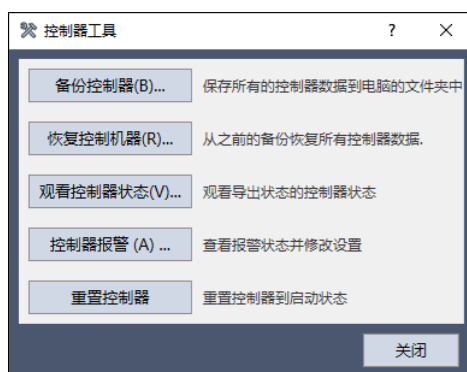 控制器工具
?
备份控制器(B)... 保存所有的控制器数据到电脑的文件夹中
恢复控制机器(R)... 从之前的备份恢复所有控制器数据.
观看控制器状态(V)... 观看导出状态的控制器状态
控制器报警 (A) ... 查看报警状态并修改设置
重置控制器 重置控制器到启动状态
关闭